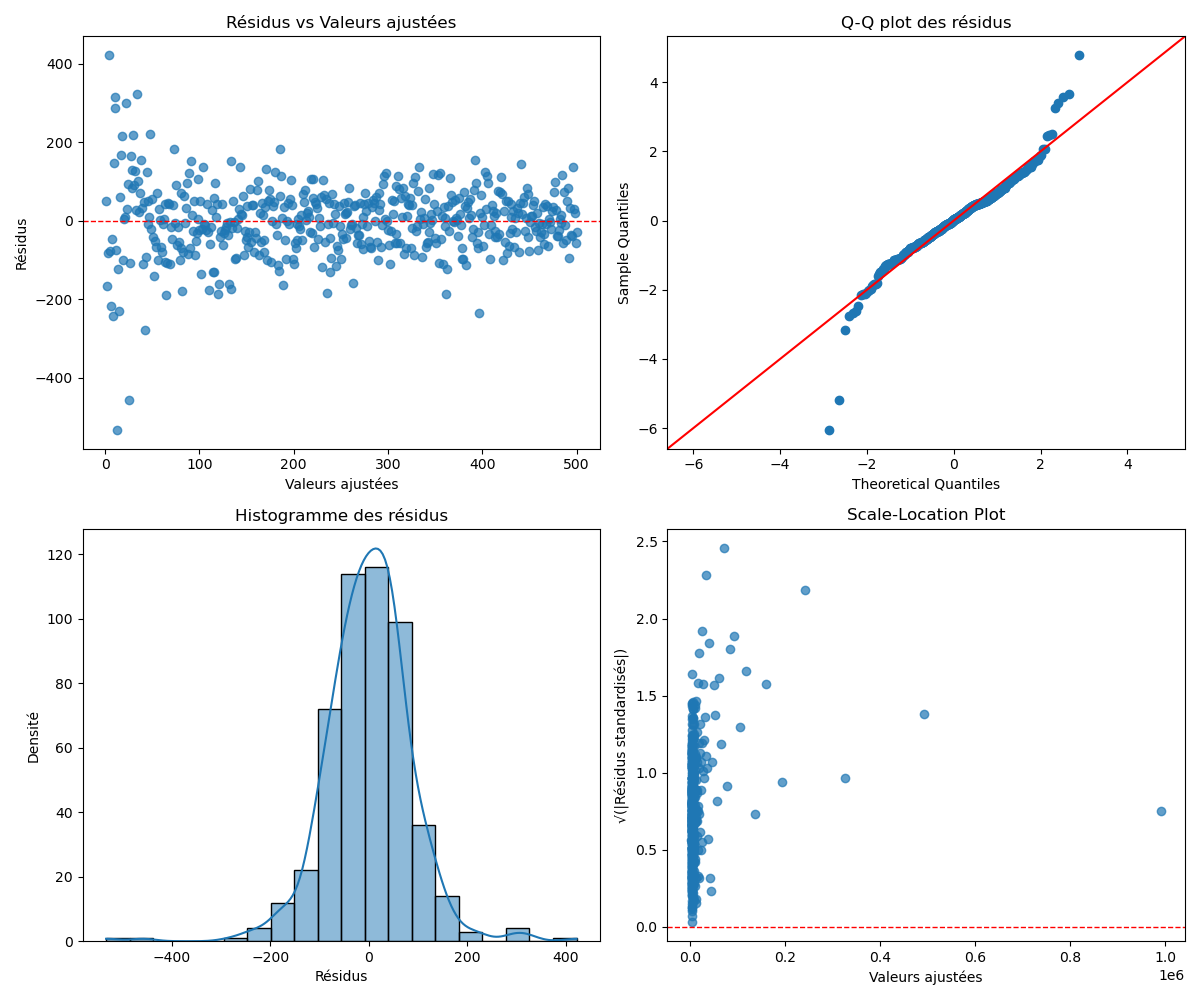 Résidus vs Valeurs ajustées
400
200
0
−200
−400
Résidus
0 100 200 300 400 500
Valeurs ajustées
Q-Q plot des résidus
4
2
0
−2
−4
−6
Sample Quantiles
−6 −4 −2 0 2 4
Theoretical Quantiles
Histogramme des résidus
120
100
80
60
40
20
0
Densité
−400 −200 0 200 400
Résidus
Scale-Location Plot
2.5
2.0
1.5
1.0
0.5
0.0
√(|Résidus standardisés|)
0.0 0.2 0.4 0.6 0.8 1.0
1e6
Valeurs ajustées